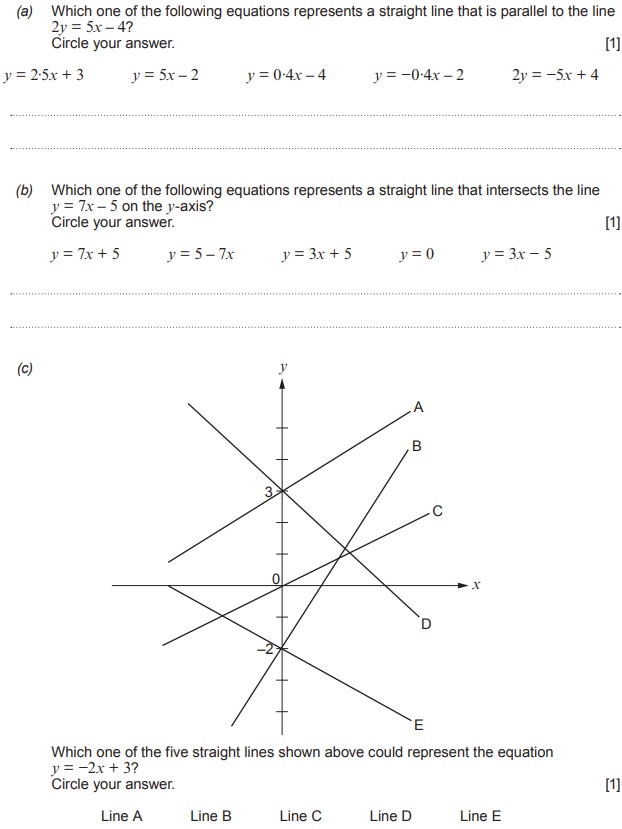 (a) Which one of the following equations represents a straight line that is parallel to the line
2y = 5x – 4?
Circle your answer. [1]
y = 2·5x + 3 y = 5x – 2 y = 0·4x – 4 y = −0·4x – 2 2y = −5x + 4
(b) Which one of the following equations represents a straight line that intersects the line
y = 7x – 5 on the y-axis?
Circle your answer. [1]
y = 7x + 5 y = 5 – 7x y = 3x + 5 y = 0 y = 3x − 5
(c)
y
A
B
3
C
0
x
D
–2
E
Which one of the five straight lines shown above could represent the equation
y = −2x + 3?
Circle your answer. [1]
Line A Line B Line C Line D Line E